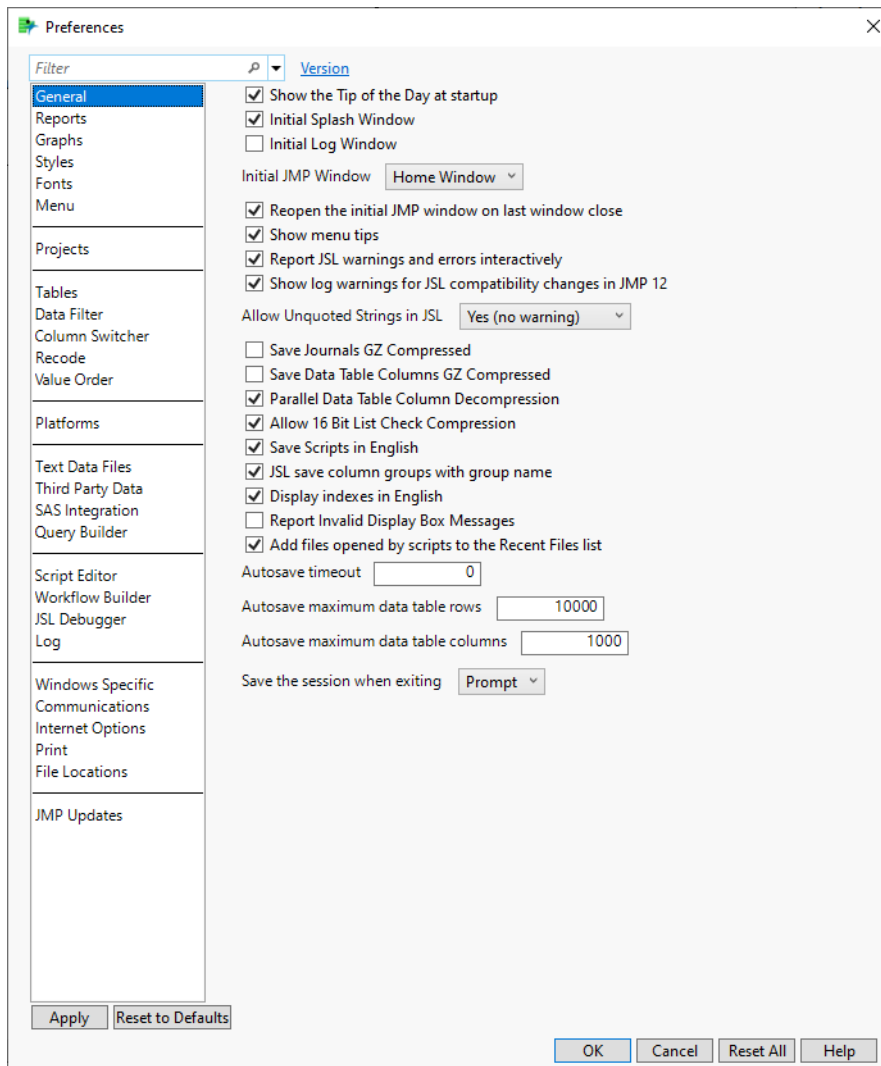 Preferences
Filter
Version
General
Reports
Graphs
Styles
Fonts
Menu
Projects
Tables
Data Filter
Column Switcher
Recode
Value Order
Platforms
Text Data Files
Third Party Data
SAS Integration
Query Builder
Script Editor
Workflow Builder
JSL Debugger
Log
Windows Specific
Communications
Internet Options
Print
File Locations
JMP Updates
Show the Tip of the Day at startup
Initial Splash Window
Initial Log Window
Initial JMP Window Home Window
Reopen the initial JMP window on last window close
Show menu tips
Report JSL warnings and errors interactively
Show log warnings for JSL compatibility changes in JMP 12
Allow Unquoted Strings in JSL Yes (no warning)
Save Journals GZ Compressed
Save Data Table Columns GZ Compressed
Parallel Data Table Column Decompression
Allow 16 Bit List Check Compression
Save Scripts in English
JSL save column groups with group name
Display indexes in English
Report Invalid Display Box Messages
Add files opened by scripts to the Recent Files list
Autosave timeout 0
Autosave maximum data table rows 10000
Autosave maximum data table columns 1000
Save the session when exiting Prompt
Apply Reset to Defaults
OK Cancel Reset All Help